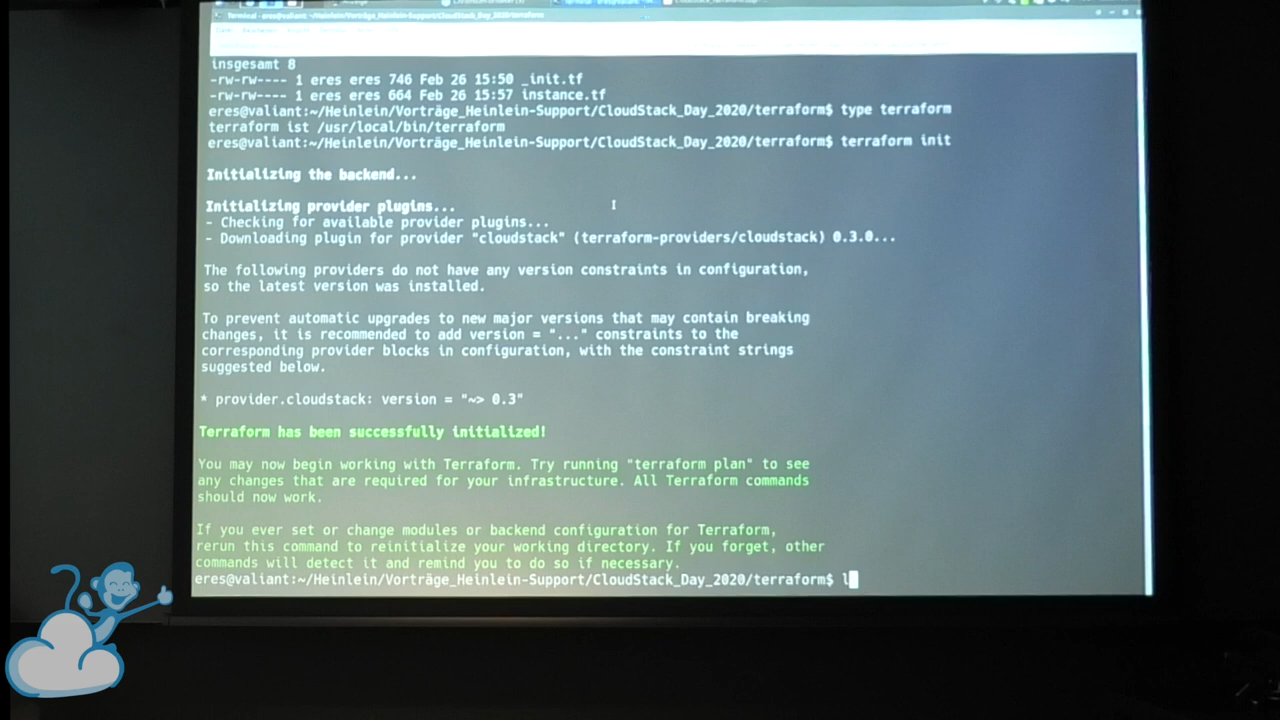 Terminal - eres@valiant: ~/Heinlein/Vorträge_Heinlein-Support/CloudStack_Day_2020/terraform
insgesamt 8
-rw-rw---- 1 eres eres 746 Feb 26 15:50 _init.tf
-rw-rw---- 1 eres eres 664 Feb 26 15:57 instance.tf
eres@valiant:~/Heinlein/Vorträge_Heinlein-Support/CloudStack_Day_2020/terraform$ type terraform
terraform ist /usr/local/bin/terraform
eres@valiant:~/Heinlein/Vorträge_Heinlein-Support/CloudStack_Day_2020/terraform$ terraform init
Initializing the backend...
Initializing provider plugins...
- Checking for available provider plugins...
- Downloading plugin for provider "cloudstack" (terraform-providers/cloudstack) 0.3.0...
The following providers do not have any version constraints in configuration,
so the latest version was installed.
To prevent automatic upgrades to new major versions that may contain breaking
changes, it is recommended to add version = "..." constraints to the
corresponding provider blocks in configuration, with the constraint strings
suggested below.
* provider.cloudstack: version = "~> 0.3"
Terraform has been successfully initialized!
You may now begin working with Terraform. Try running "terraform plan" to see
any changes that are required for your infrastructure. All Terraform commands
should now work.
If you ever set or change modules or backend configuration for Terraform,
rerun this command to reinitialize your working directory. If you forget, other
commands will detect it and remind you to do so if necessary.
eres@valiant:~/Heinlein/Vorträge_Heinlein-Support/CloudStack_Day_2020/terraform$ l